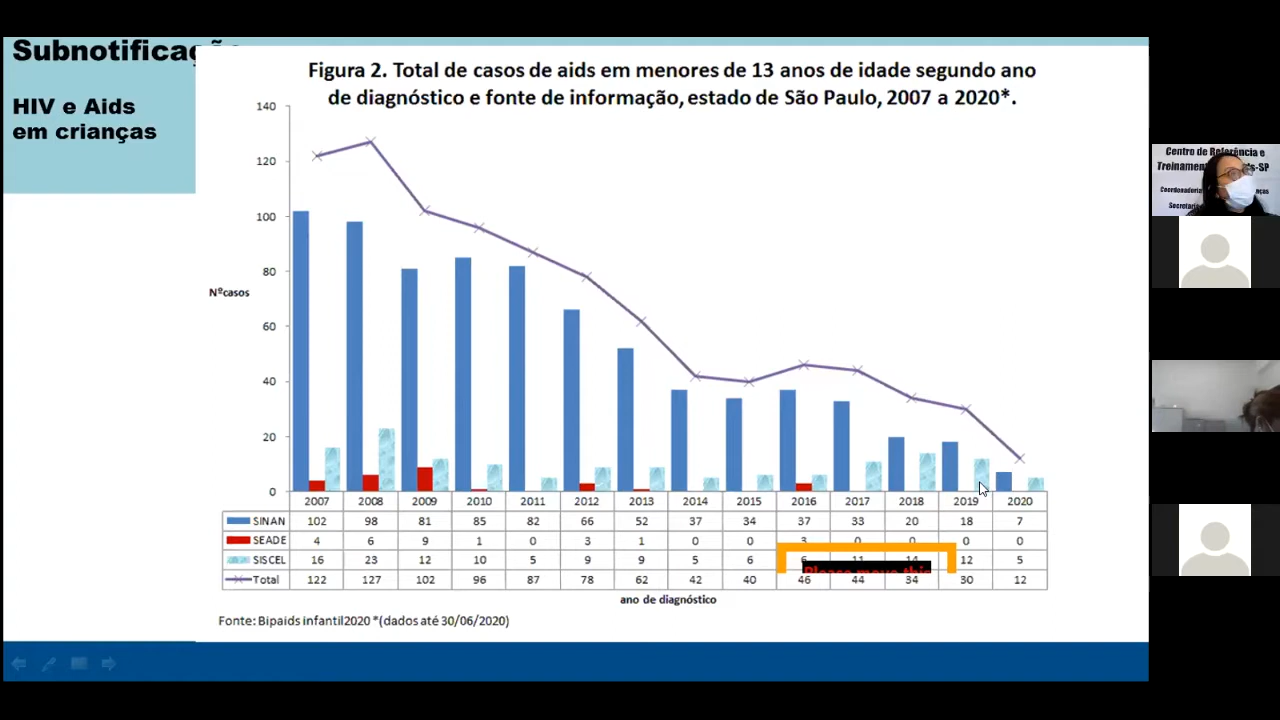 Subnotificação
HIV e Aids
em crianças
Figura 2. Total de casos de aids em menores de 13 anos de idade segundo ano
de diagnóstico e fonte de informação, estado de São Paulo, 2007 a 2020*.
140
120
100
80
60
40
20
0
Nºcasos
2007 2008 2009 2010 2011 2012 2013 2014 2015 2016 2017 2018 2019 2020
SINAN 102 98 81 85 82 66 52 37 34 37 33 20 18 7
SEADE 4 6 9 1 0 3 1 0 0 3 0 0 0 0
SISCEL 16 23 12 10 5 9 9 5 6 6 11 14 12 5
Please move this
Total 122 127 102 96 87 78 62 42 40 46 44 34 30 12
ano de diagnóstico
Fonte: Bipaids infantil2020 *(dados até 30/06/2020)
Centro de Referência e
Treinamento -SP
Coordenadoria
Secretaria